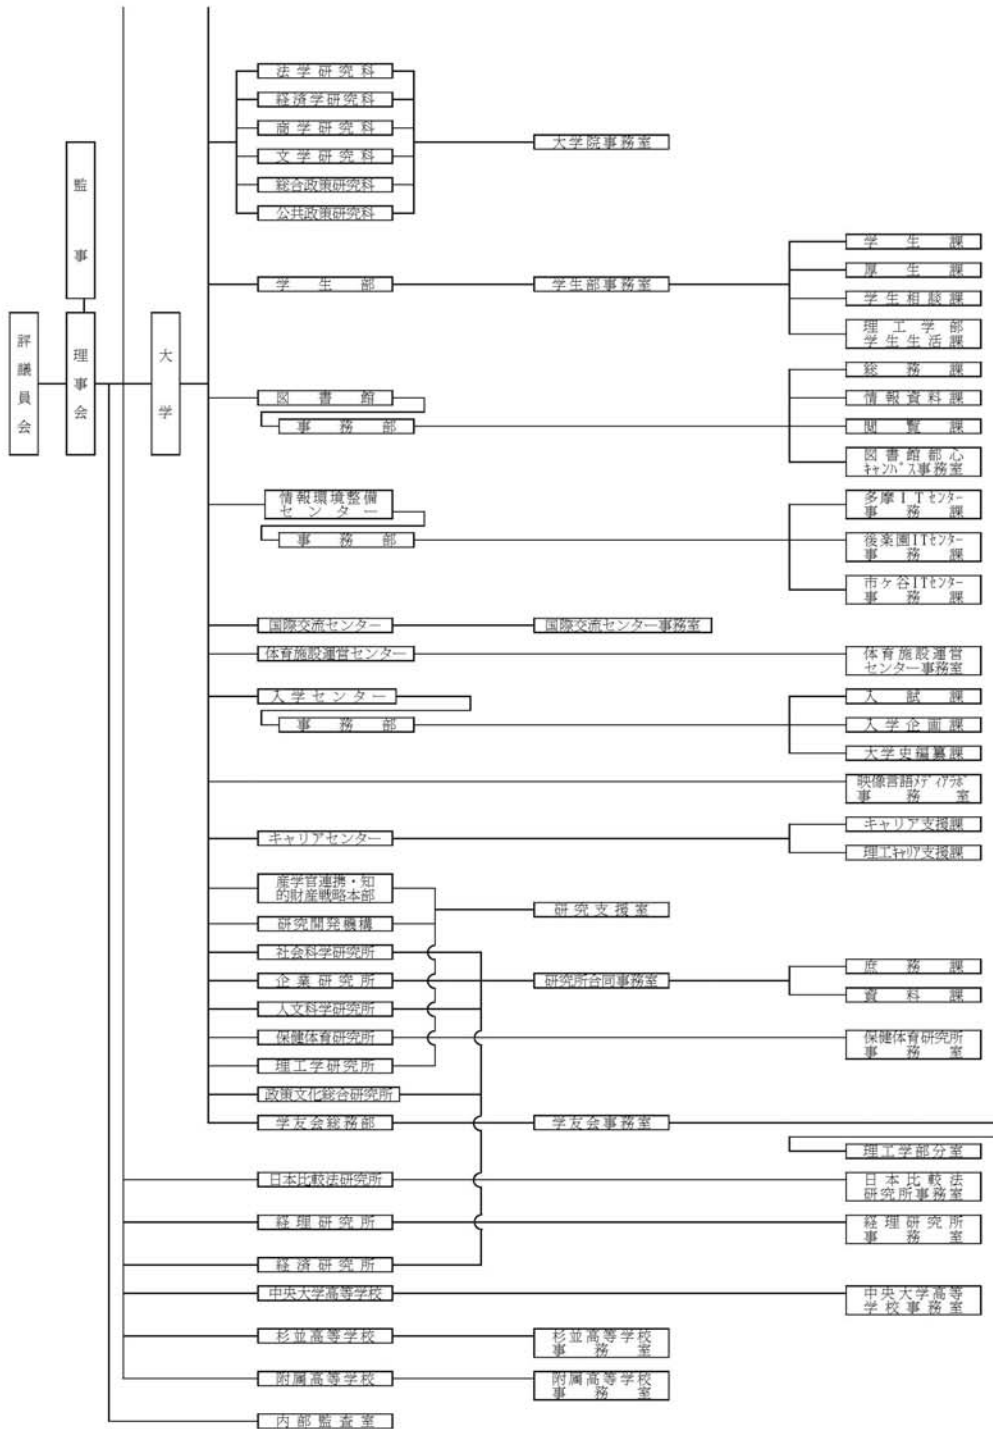 法学研究科
経済学研究科
商学研究科
文学研究科
総合政策研究科
公共政策研究科
大学院事務室
監事
評議員会
理事会
大学
学生部
学生部事務室
学生課
厚生課
学生相談課
理工学部
学生生活課
図書館
事務部
総務課
情報資料課
閲覧課
図書館都心
キャンパス事務室
情報環境整備
センター
事務部
多摩ITセンター
事務課
後楽園ITセンター
事務課
市ヶ谷ITセンター
事務課
国際交流センター
国際交流センター事務室
体育施設運営センター
体育施設運営
センター事務室
入学センター
事務部
入試課
入学企画課
大学史編纂課
映像言語メディアラボ
事務室
キャリアセンター
キャリア支援課
理工キャリア支援課
産学官連携・知
的財産戦略本部
研究開発機構
研究支援室
社会科学研究所
企業研究所
人文科学研究所
研究所合同事務室
庶務課
資料課
保健体育研究所
保健体育研究所
事務室
理工学研究所
政策文化総合研究所
学友会総務部
学友会事務室
理工学部分室
日本比較法研究所
日本比較法
研究所事務室
経理研究所
経理研究所
事務室
経済研究所
中央大学高等学校
中央大学高等
学校事務室
杉並高等学校
杉並高等学校
事務室
附属高等学校
附属高等学校
事務室
内部監査室